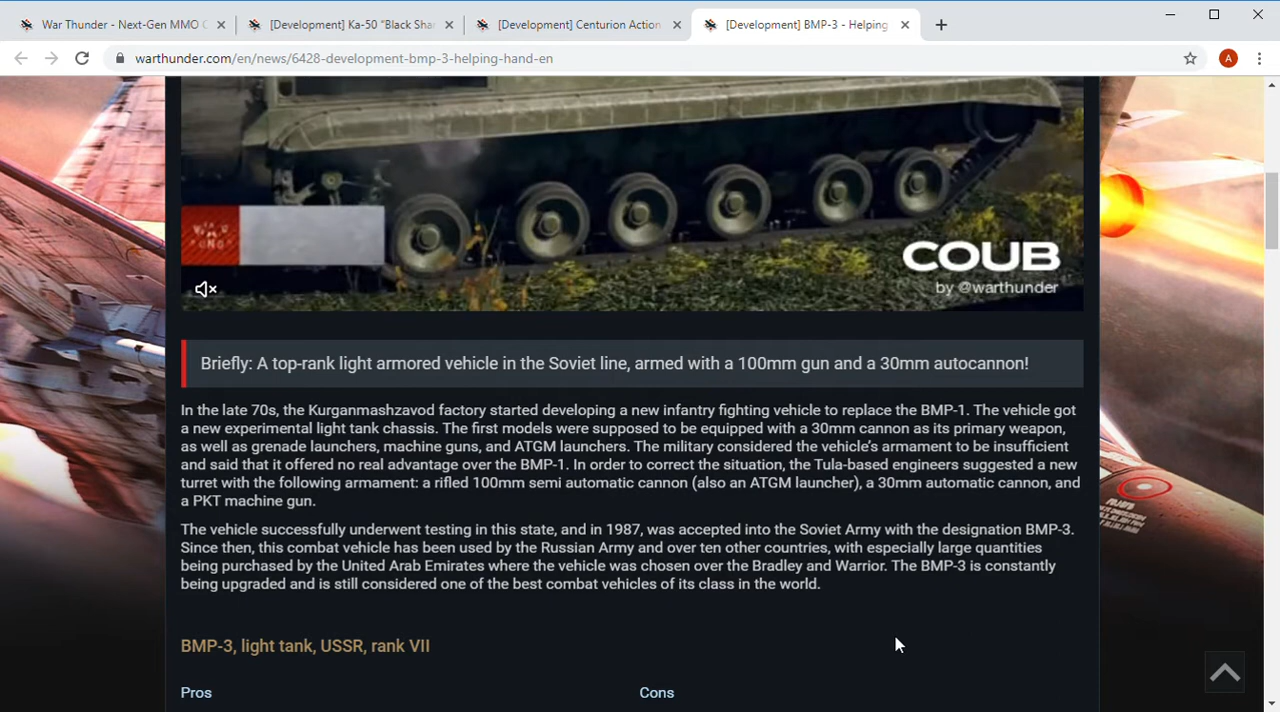 War Thunder - Next-Gen MMO C
[Development] Ka-50 "Black Shar
[Development] Centurion Action
[Development] BMP-3 - Helping
warthunder.com/en/news/6428-development-bmp-3-helping-hand-en
A
COUB
by @warthunder
Briefly: A top-rank light armored vehicle in the Soviet line, armed with a 100mm gun and a 30mm autocannon!
In the late 70s, the Kurganmashzavod factory started developing a new infantry fighting vehicle to replace the BMP-1. The vehicle got
a new experimental light tank chassis. The first models were supposed to be equipped with a 30mm cannon as its primary weapon,
as well as grenade launchers, machine guns, and ATGM launchers. The military considered the vehicle's armament to be insufficient
and said that it offered no real advantage over the BMP-1. In order to correct the situation, the Tula-based engineers suggested a new
turret with the following armament: a rifled 100mm semi automatic cannon (also an ATGM launcher), a 30mm automatic cannon, and
a PKT machine gun.
The vehicle successfully underwent testing in this state, and in 1987, was accepted into the Soviet Army with the designation BMP-3.
Since then, this combat vehicle has been used by the Russian Army and over ten other countries, with especially large quantities
being purchased by the United Arab Emirates where the vehicle was chosen over the Bradley and Warrior. The BMP-3 is constantly
being upgraded and is still considered one of the best combat vehicles of its class in the world.
BMP-3, light tank, USSR, rank VII
Pros
Cons